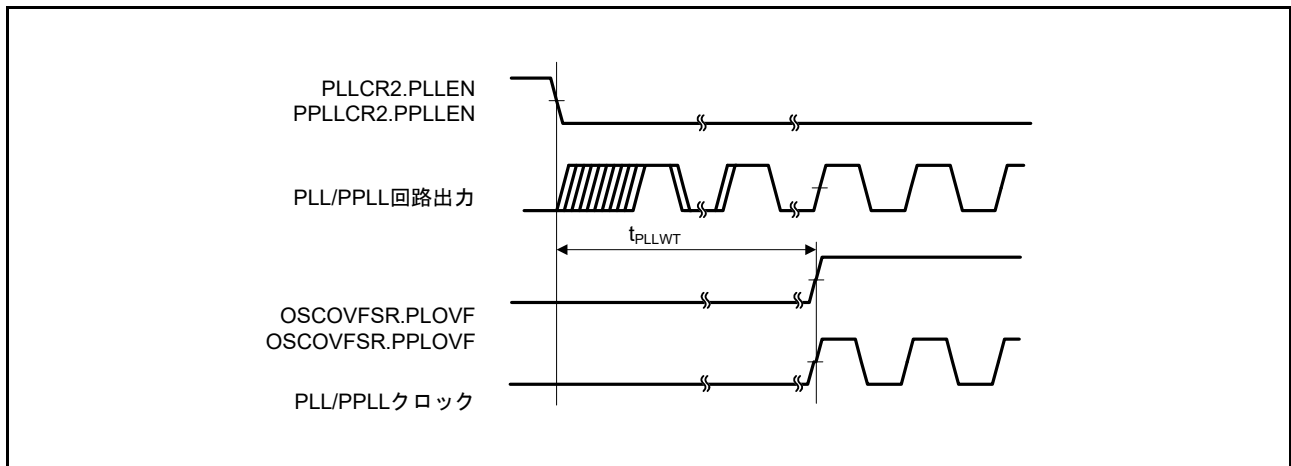 PLLCR2.PLLEN
PPLLCR2.PPLLEN
PLL/PPLL回路出力
tPLLWT
OSCOVFSR.PLOVF
OSCOVFSR.PPLOVF
PLL/PPLLクロック